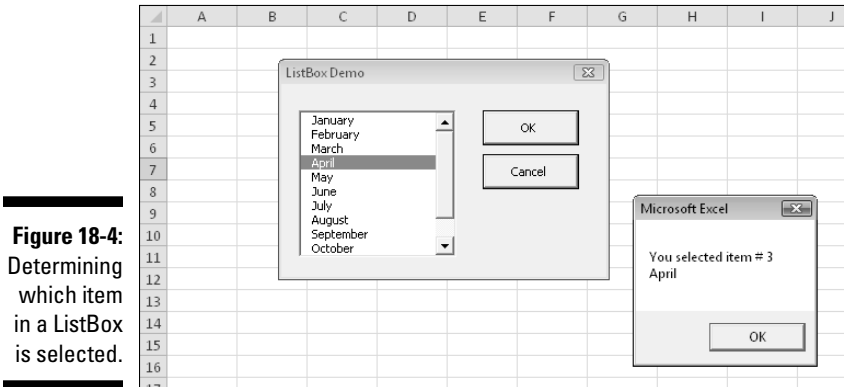 A B C D E F G H I J
1
2
3
4
5
6
7
8
9
10
11
12
13
14
15
16
17
ListBox Demo
January
February
March
April
May
June
July
August
September
October
OK
Cancel
Microsoft Excel
You selected item # 3
April
OK
Figure 18-4:
Determining
which item
in a ListBox
is selected.